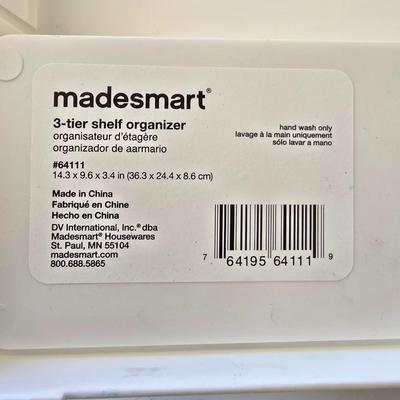 madesmart®
3-tier shelf organizer
organisateur d'étagère
organizador de aarmario
hand wash only
lavage à la main uniquement
sólo lavar a mano
#64111
14.3 x 9.6 x 3.4 in (36.3 x 24.4 x 8.6 cm)
Made in China
Fabriqué en Chine
Hecho en China
DV International, Inc.® dba
Madesmart® Housewares
St. Paul, MN 55104
madesmart.com
800.688.5865
7 64195 64111 9